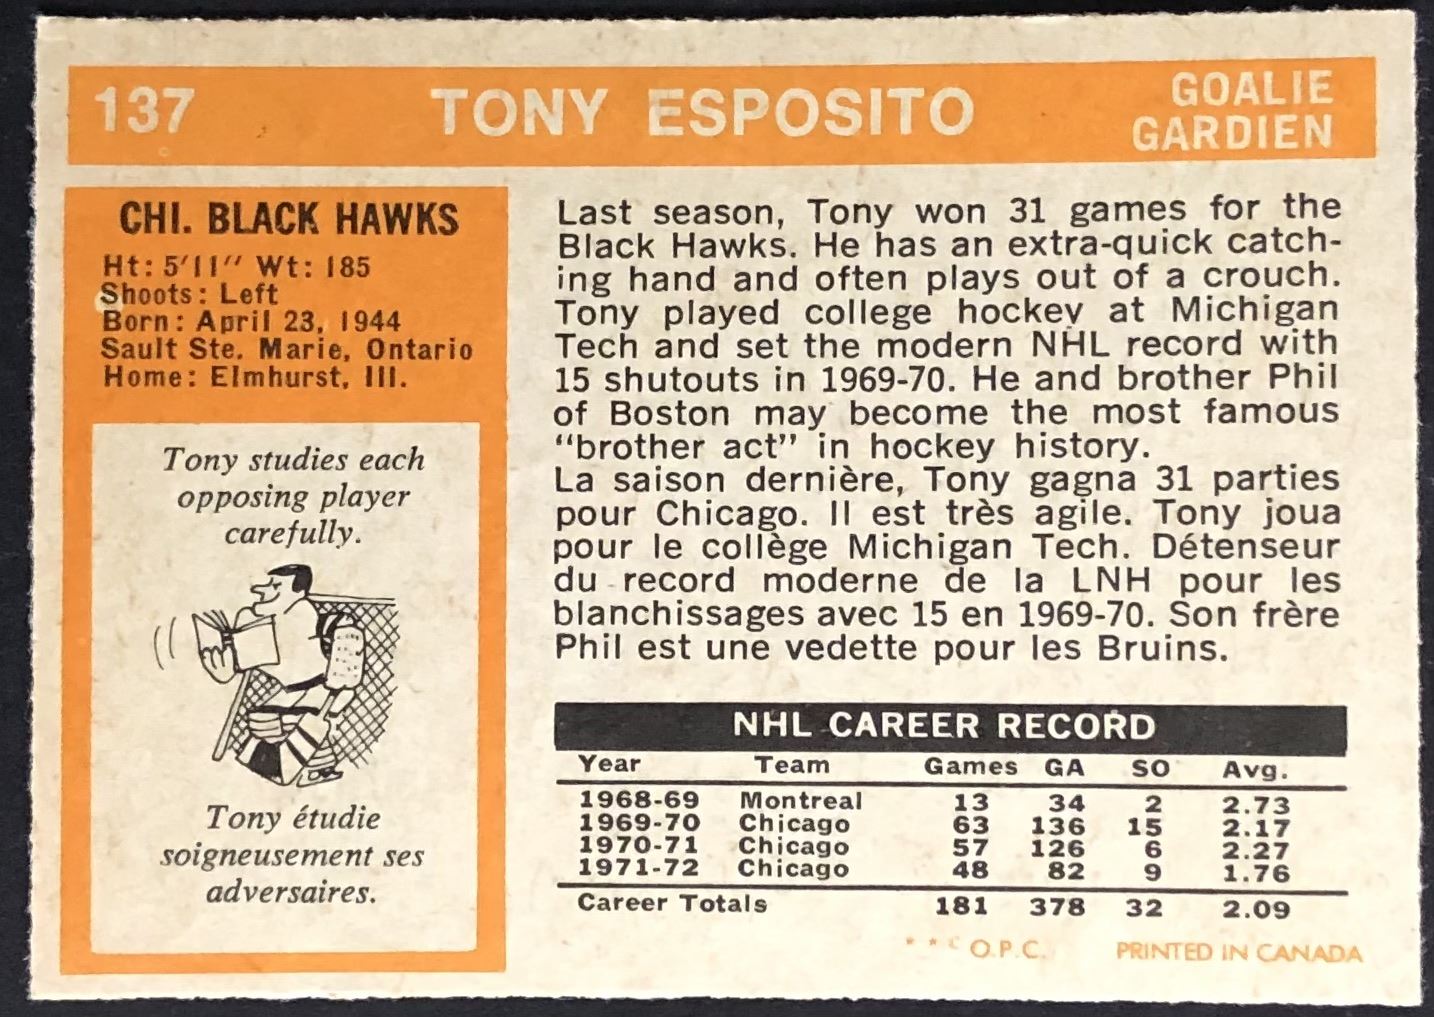 137 TONY ESPOSITO GOALIE
GARDIEN
CHI. BLACK HAWKS
Ht: 5'11" Wt: 185
Shoots: Left
Born: April 23, 1944
Sault Ste. Marie, Ontario
Home: Elmhurst, Ill.
Tony studies each
opposing player
carefully.
Tony étudie
soigneusement ses
adversaires.
Last season, Tony won 31 games for the
Black Hawks. He has an extra-quick catch-
ing hand and often plays out of a crouch.
Tony played college hockey at Michigan
Tech and set the modern NHL record with
15 shutouts in 1969-70. He and brother Phil
of Boston may become the most famous
"brother act" in hockey history.
La saison dernière, Tony gagna 31 parties
pour Chicago. Il est très agile. Tony joua
pour le collège Michigan Tech. Détenseur
du record moderne de la LNH pour les
blanchissages avec 15 en 1969-70. Son frère
Phil est une vedette pour les Bruins.
NHL CAREER RECORD
Year Team Games GA SO Avg.
1968-69 Montreal 13 34 2 2.73
1969-70 Chicago 63 136 15 2.17
1970-71 Chicago 57 126 6 2.27
1971-72 Chicago 48 82 9 1.76
Career Totals 181 378 32 2.09
* * © O.P.C. PRINTED IN CANADA